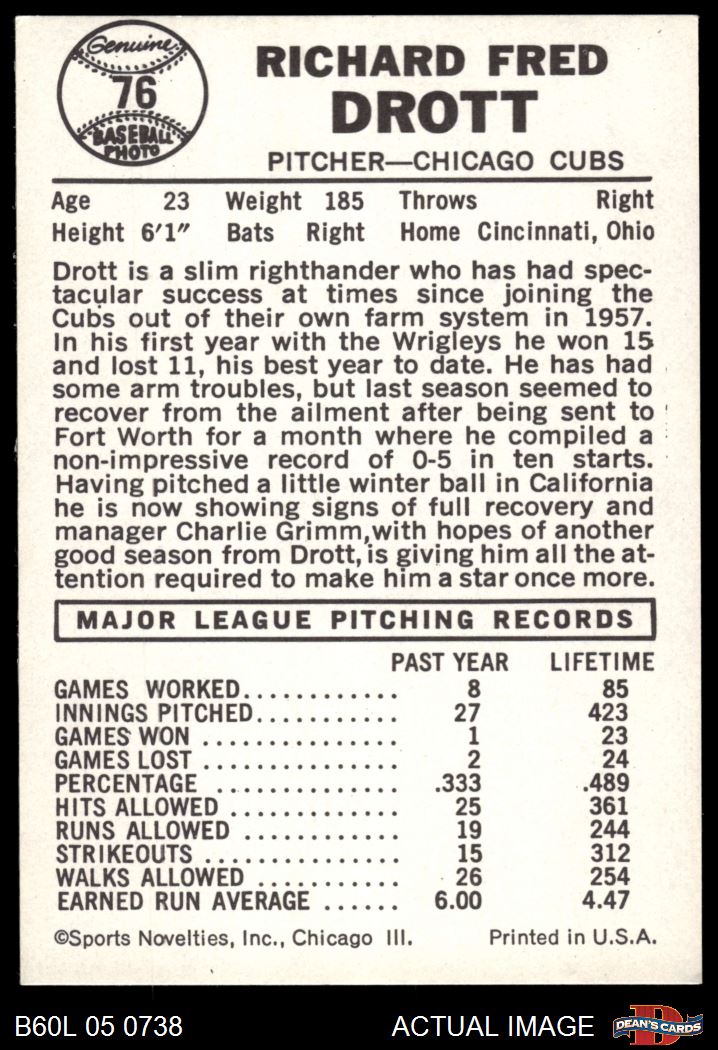 Genuine
76
BASEBALL
PHOTO
RICHARD FRED
DROTT
PITCHER—CHICAGO CUBS
Age 23 Weight 185 Throws Right
Height 6'1" Bats Right Home Cincinnati, Ohio
Drott is a slim righthander who has had spec-
tacular success at times since joining the
Cubs out of their own farm system in 1957.
In his first year with the Wrigleys he won 15
and lost 11, his best year to date. He has had
some arm troubles, but last season seemed to
recover from the ailment after being sent to
Fort Worth for a month where he compiled a
non-impressive record of 0-5 in ten starts.
Having pitched a little winter ball in California
he is now showing signs of full recovery and
manager Charlie Grimm,with hopes of another
good season from Drott, is giving him all the at-
tention required to make him a star once more.
MAJOR LEAGUE PITCHING RECORDS
PAST YEAR LIFETIME
GAMES WORKED............ 8 85
INNINGS PITCHED........... 27 423
GAMES WON ............... 1 23
GAMES LOST ............... 2 24
PERCENTAGE .............. .333 .489
HITS ALLOWED ............. 25 361
RUNS ALLOWED ............ 19 244
STRIKEOUTS ............... 15 312
WALKS ALLOWED ........... 26 254
EARNED RUN AVERAGE ...... 6.00 4.47
©Sports Novelties, Inc., Chicago Ill. Printed in U.S.A.
B60L 05 0738 ACTUAL IMAGE DEAN'S CARDS